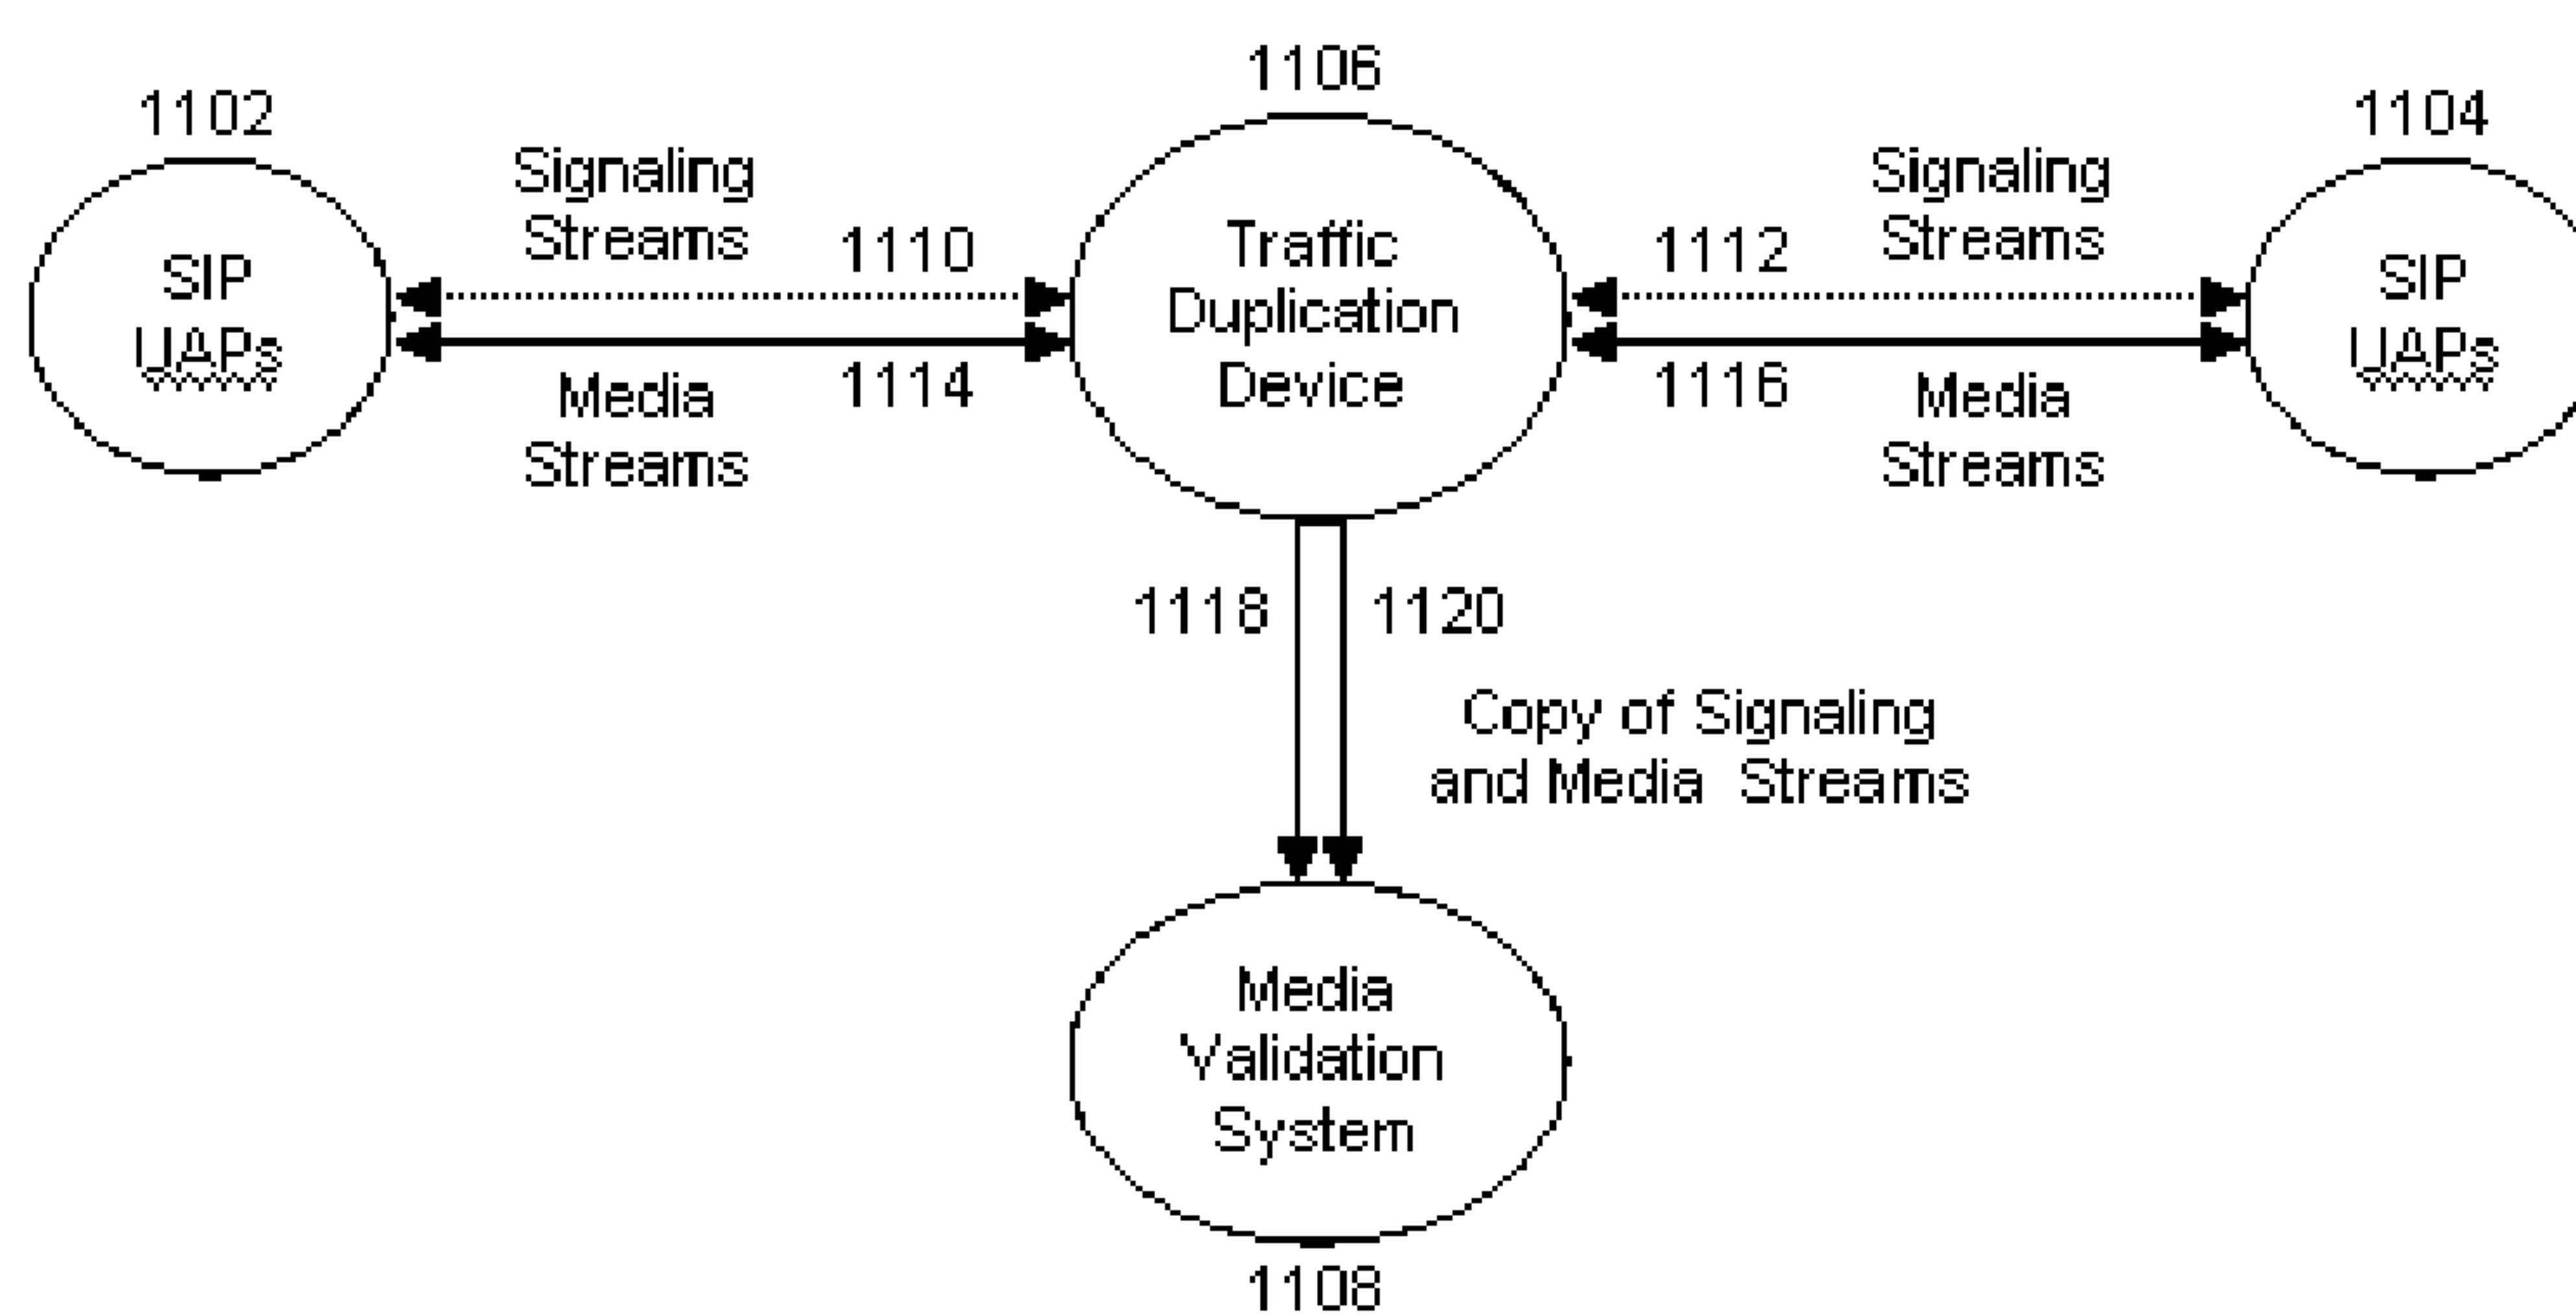 1106
1102
1104
Signaling
Streams
1110
SIP
UAPs
Traffic
Duplication
Device
1112
Signaling
Streams
SIP
UAPs
1114
Media
Streams
1116
Media
Streams
1118
1120
Copy of Signaling
and Media Streams
Media
Validation
System
1108